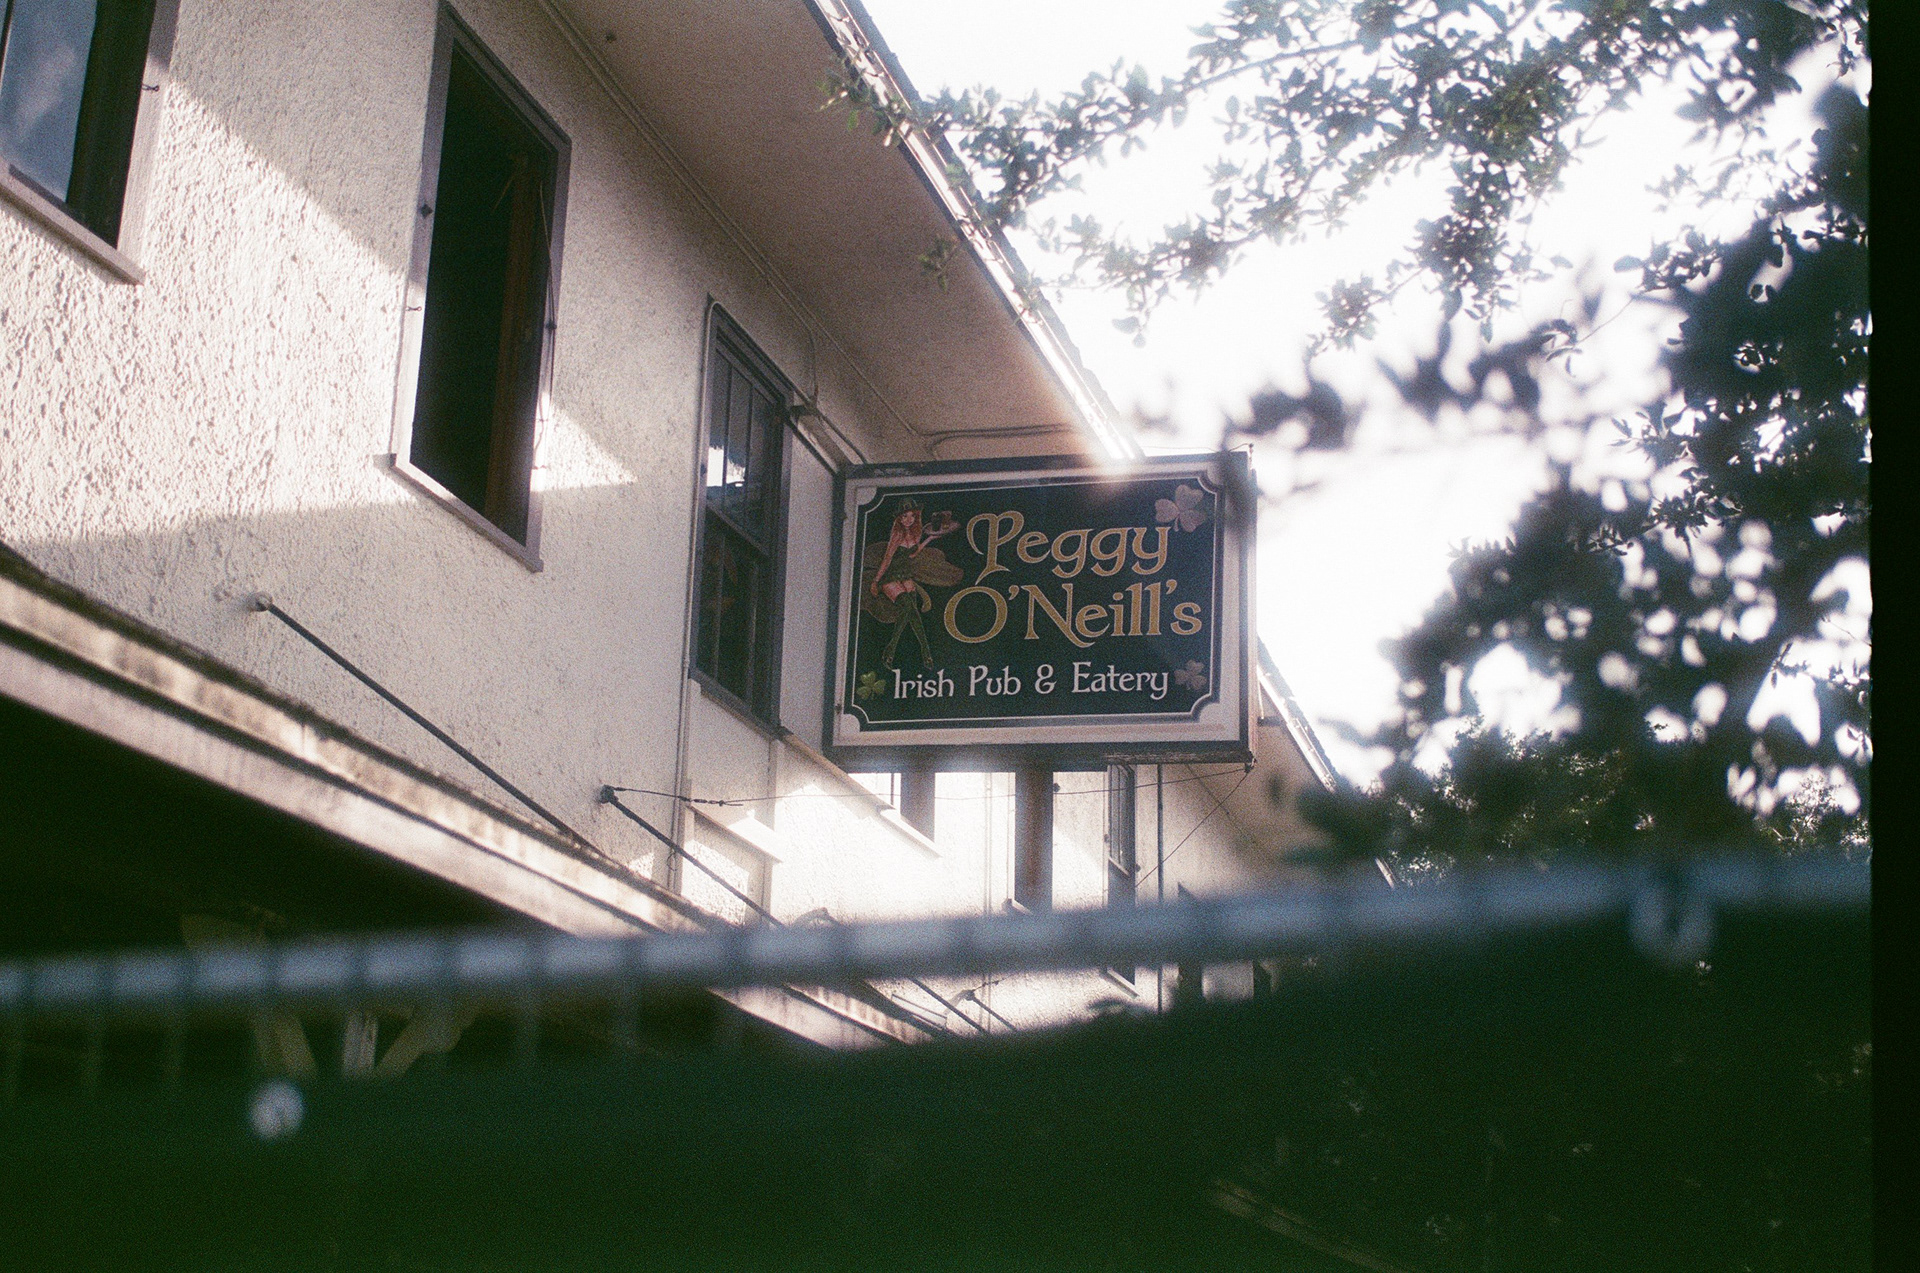 Peggy
O'Neill's
Irish Pub & Eatery